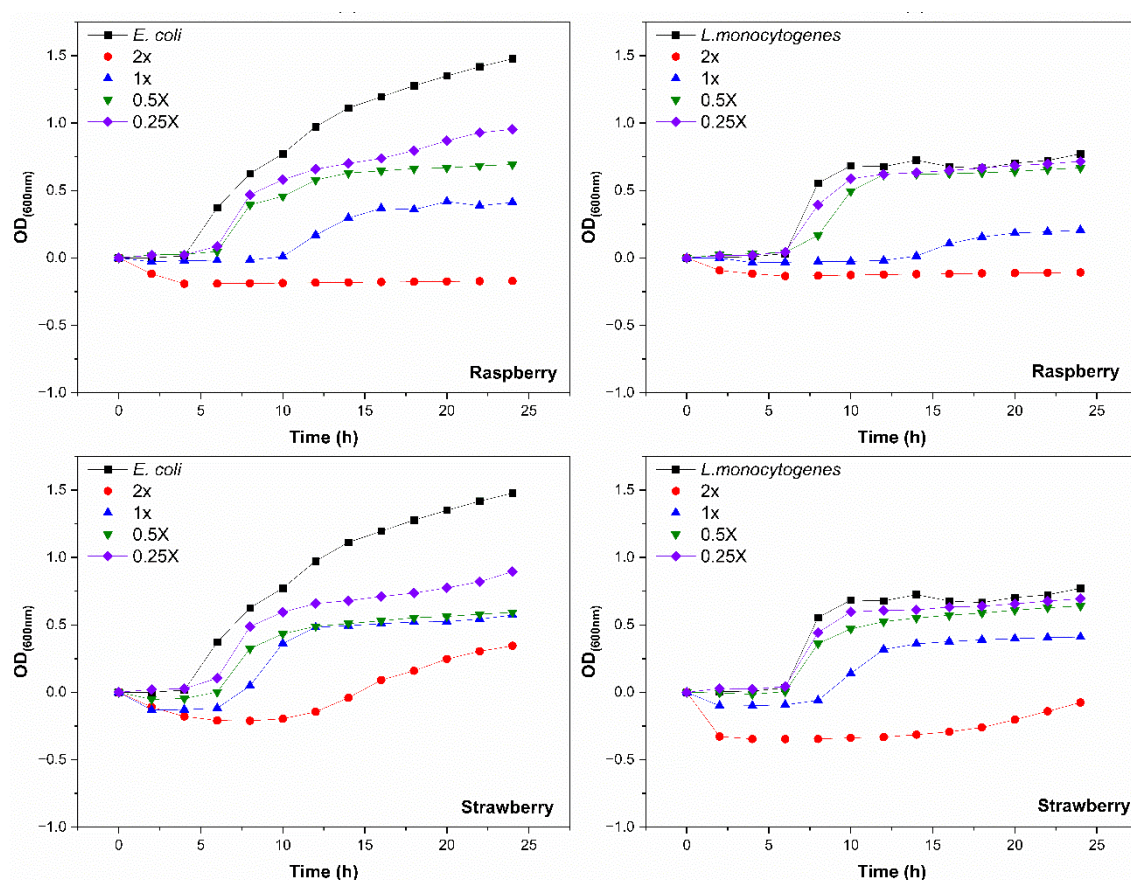 E. coli
2x
1x
0.5X
0.25X
1.5
1.0
0.5
0.0
−0.5
−1.0
OD(600nm)
0 5 10 15 20 25
Time (h)
Raspberry
L.monocytogenes
2x
1x
0.5X
0.25X
1.5
1.0
0.5
0.0
−0.5
−1.0
OD(600nm)
0 5 10 15 20 25
Time (h)
Raspberry
E. coli
2x
1x
0.5X
0.25X
1.5
1.0
0.5
0.0
−0.5
−1.0
OD(600nm)
0 5 10 15 20 25
Time (h)
Strawberry
L.monocytogenes
2x
1x
0.5X
0.25X
1.5
1.0
0.5
0.0
−0.5
−1.0
OD(600nm)
0 5 10 15 20 25
Time (h)
Strawberry